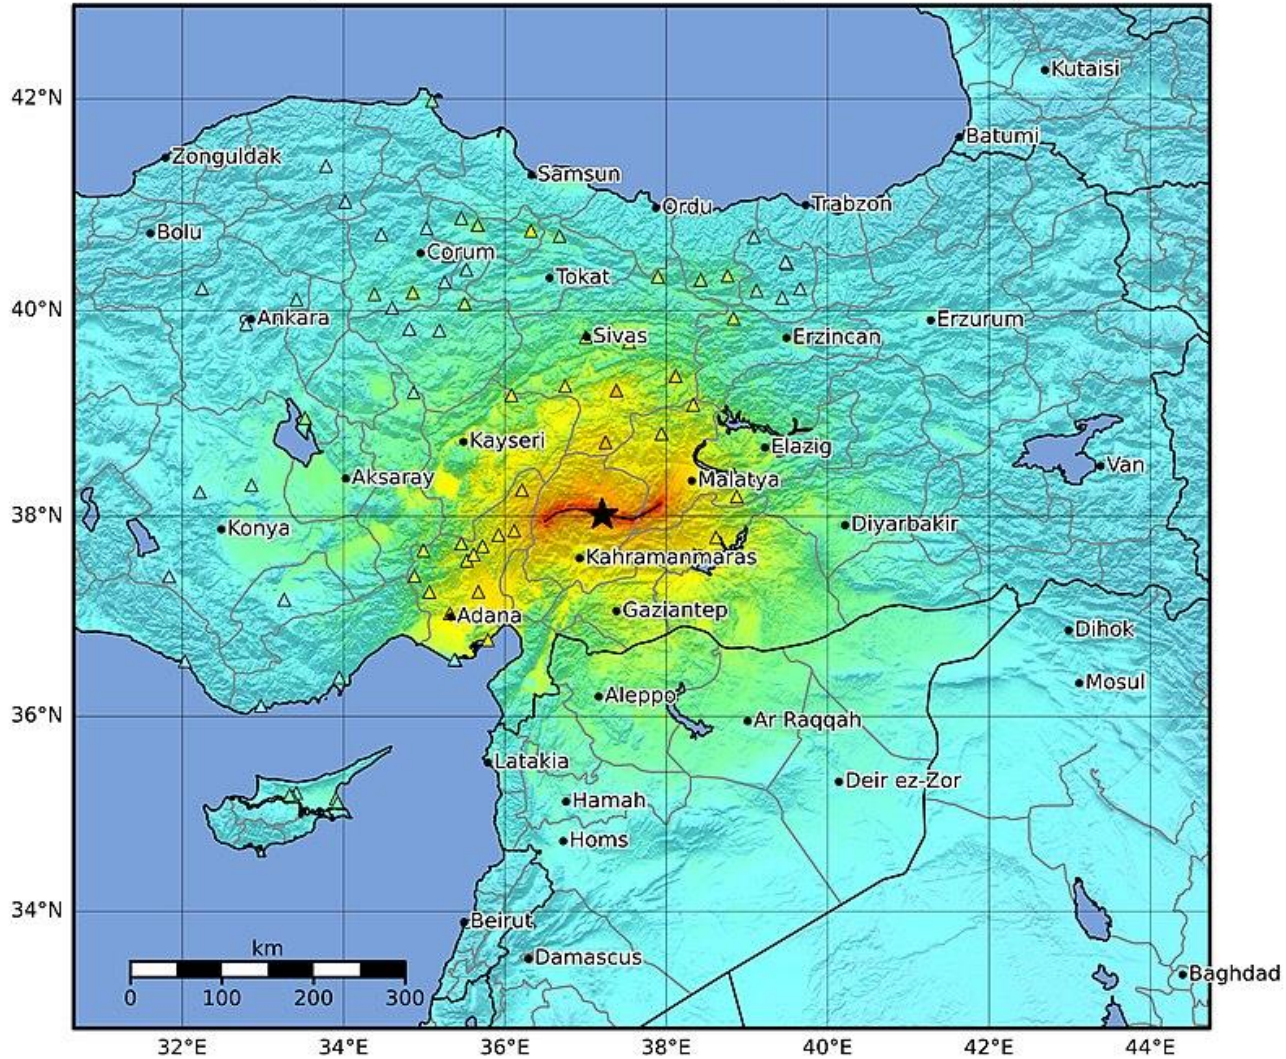 Kutaisi
42°N
Batumi
Zonguldak
Samsun
Trabzon
Ordu
Bolu
Corum
Tokat
40°N
Ankara
Erzurum
Sivas
Erzincan
Kayseri
Elazig
Van
Aksaray
Malatya
38°N
Konya
Diyarbakir
Kahramanmaras
Adana
Gaziantep
Dihok
Mosul
Aleppo
36°N
Ar Raqqah
Latakia
Deir ez-Zor
Hamah
Homs
34°N
Beirut
km
Damascus
Baghdad
0 100 200 300
32°E 34°E 36°E 38°E 40°E 42°E 44°E